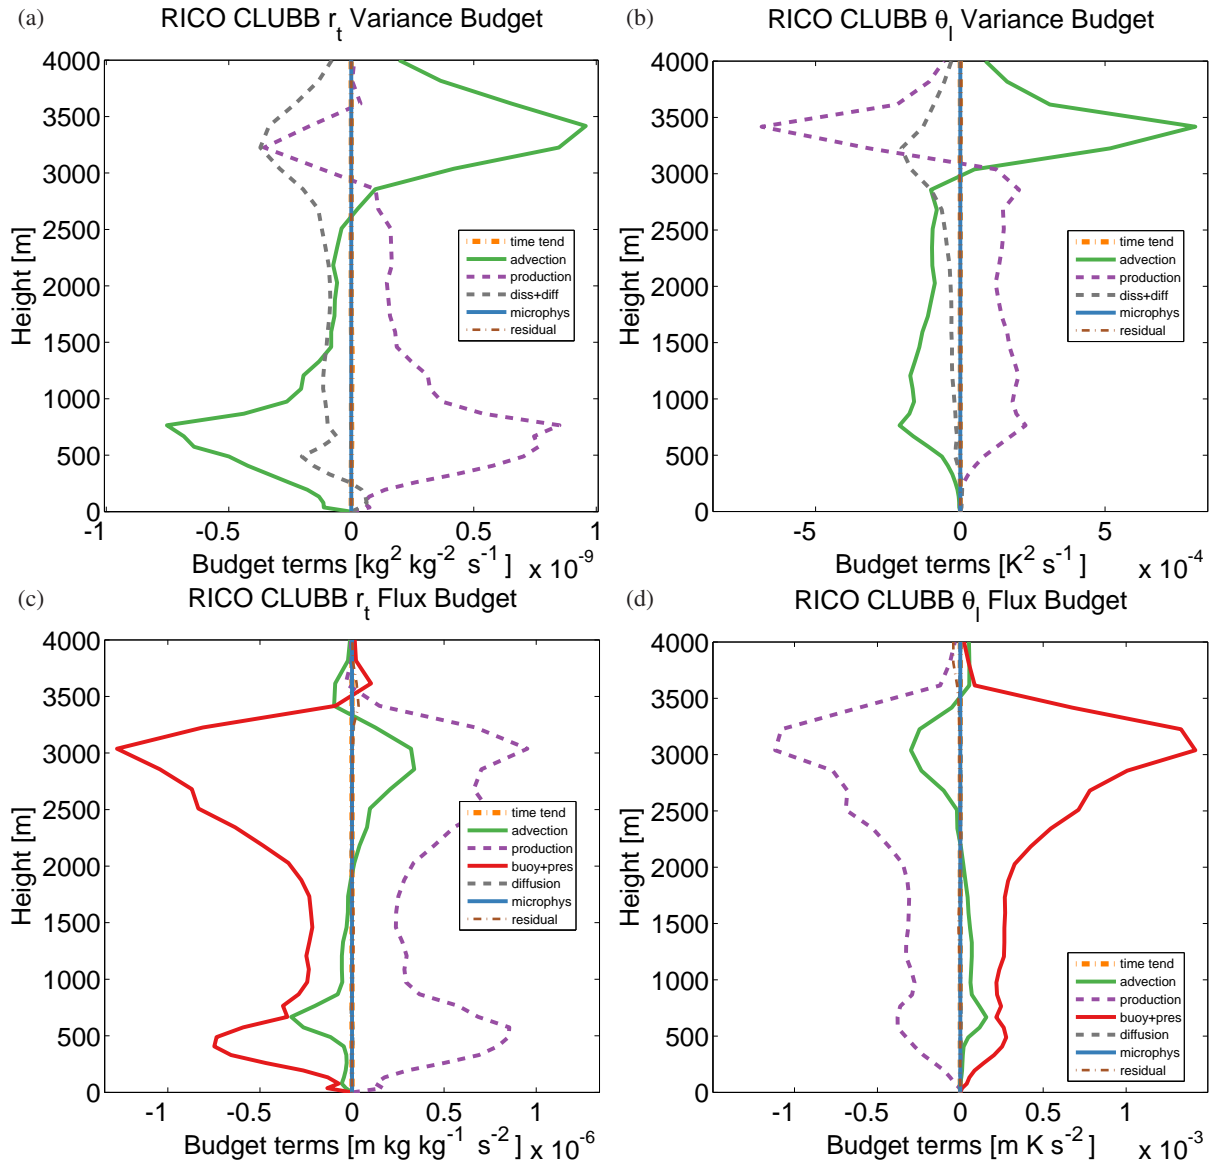 (a)
RICO CLUBB r_t Variance Budget
4000
3500
3000
2500
2000
1500
1000
500
0
Height [m]
time tend
advection
production
diss+diff
microphys
residual
-1
-0.5
0
0.5
1
Budget terms [kg² kg⁻² s⁻¹]
x 10⁻⁹
(b)
RICO CLUBB θ_l Variance Budget
4000
3500
3000
2500
2000
1500
1000
500
0
Height [m]
time tend
advection
production
diss+diff
microphys
residual
-5
0
5
Budget terms [K² s⁻¹]
x 10⁻⁴
(c)
RICO CLUBB r_t Flux Budget
4000
3500
3000
2500
2000
1500
1000
500
0
Height [m]
time tend
advection
production
buoy+pres
diffusion
microphys
residual
-1
-0.5
0
0.5
1
Budget terms [m kg kg⁻¹ s⁻²]
x 10⁻⁶
(d)
RICO CLUBB θ_l Flux Budget
4000
3500
3000
2500
2000
1500
1000
500
0
Height [m]
time tend
advection
production
buoy+pres
diffusion
microphys
residual
-1
-0.5
0
0.5
1
Budget terms [m K s⁻²]
x 10⁻³